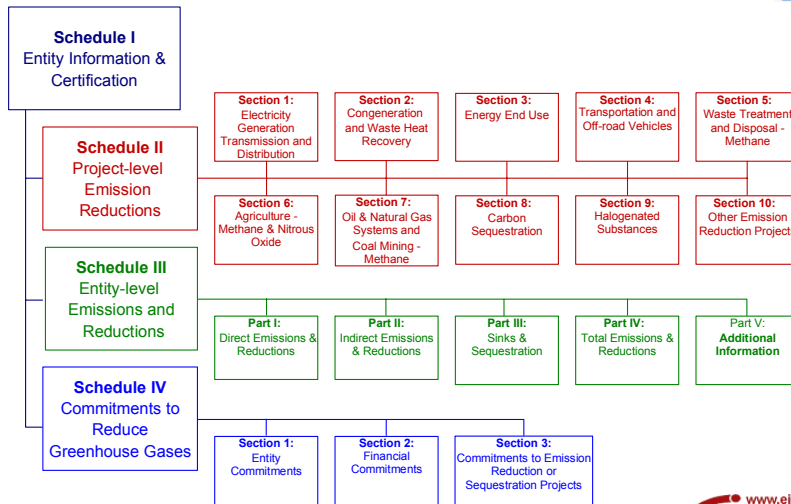 Schedule I
Entity Information &
Certification
Schedule II
Project-level
Emission
Reductions
Section 1:
Electricity
Generation
Transmission and
Distribution
Section 2:
Congeneration
and Waste Heat
Recovery
Section 3:
Energy End Use
Section 4:
Transportation and
Off-road Vehicles
Section 5:
Waste Treatment
and Disposal -
Methane
Section 6:
Agriculture -
Methane & Nitrous
Oxide
Section 7:
Oil & Natural Gas
Systems and
Coal Mining -
Methane
Section 8:
Carbon
Sequestration
Section 9:
Halogenated
Substances
Section 10:
Other Emission
Reduction Projects
Schedule III
Entity-level
Emissions and
Reductions
Part I:
Direct Emissions &
Reductions
Part II:
Indirect Emissions
& Reductions
Part III:
Sinks &
Sequestration
Part IV:
Total Emissions &
Reductions
Part V:
Additional
Information
Schedule IV
Commitments to
Reduce
Greenhouse Gases
Section 1:
Entity
Commitments
Section 2:
Financial
Commitments
Section 3:
Commitments to Emission
Reduction or
Sequestration Projects
www.ei